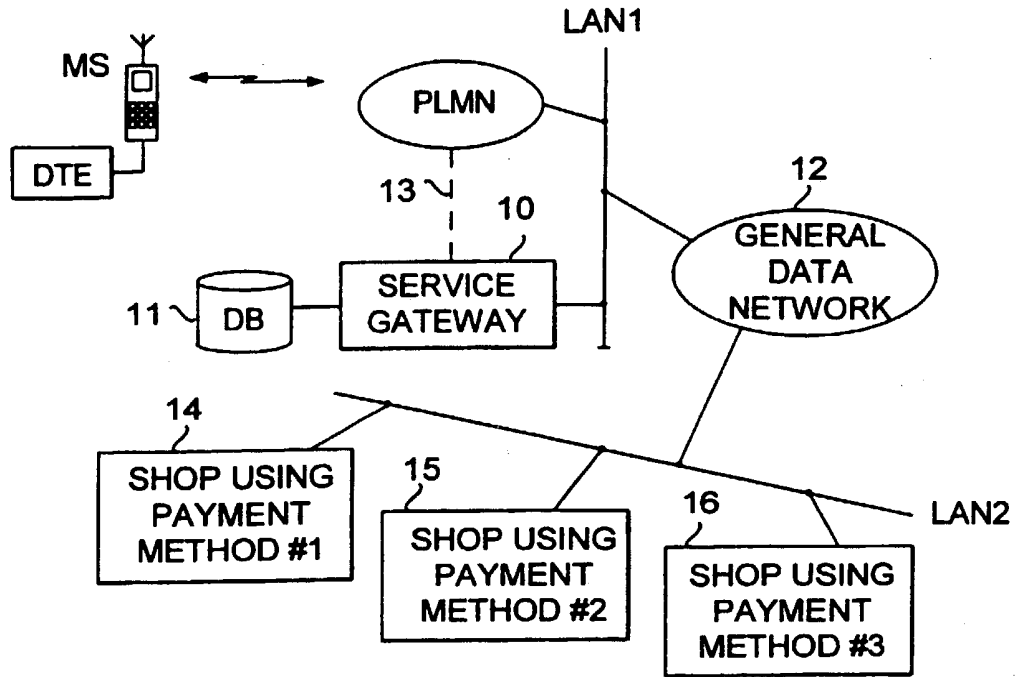 LAN1
MS
PLMN
DTE
13
10
12
GENERAL
DATA
NETWORK
SERVICE
GATEWAY
11
DB
14
SHOP USING
PAYMENT
METHOD #1
15
SHOP USING
PAYMENT
METHOD #2
16
SHOP USING
PAYMENT
METHOD #3
LAN2